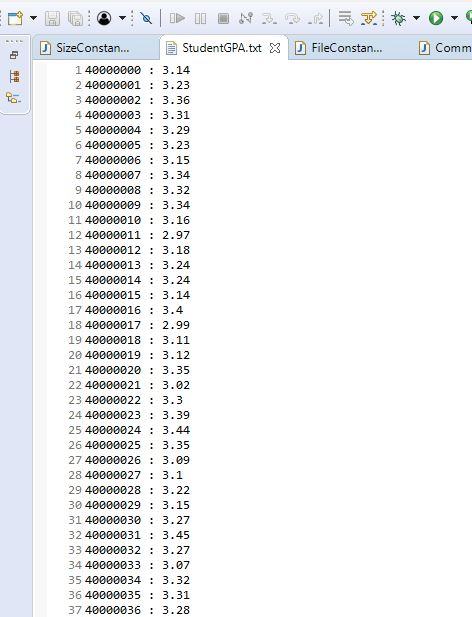 SizeConstan...
StudentGPA.txt
FileConstan...
Comm
1 40000000 : 3.14
2 40000001 : 3.23
3 40000002 : 3.36
4 40000003 : 3.31
5 40000004 : 3.29
6 40000005 : 3.23
7 40000006 : 3.15
8 40000007 : 3.34
9 40000008 : 3.32
10 40000009 : 3.34
11 40000010 : 3.16
12 40000011 : 2.97
13 40000012 : 3.18
14 40000013 : 3.24
15 40000014 : 3.24
16 40000015 : 3.14
17 40000016 : 3.4
18 40000017 : 2.99
19 40000018 : 3.11
20 40000019 : 3.12
21 40000020 : 3.35
22 40000021 : 3.02
23 40000022 : 3.3
24 40000023 : 3.39
25 40000024 : 3.44
26 40000025 : 3.35
27 40000026 : 3.09
28 40000027 : 3.1
29 40000028 : 3.22
30 40000029 : 3.15
31 40000030 : 3.27
32 40000031 : 3.45
33 40000032 : 3.27
34 40000033 : 3.07
35 40000034 : 3.32
36 40000035 : 3.31
37 40000036 : 3.28